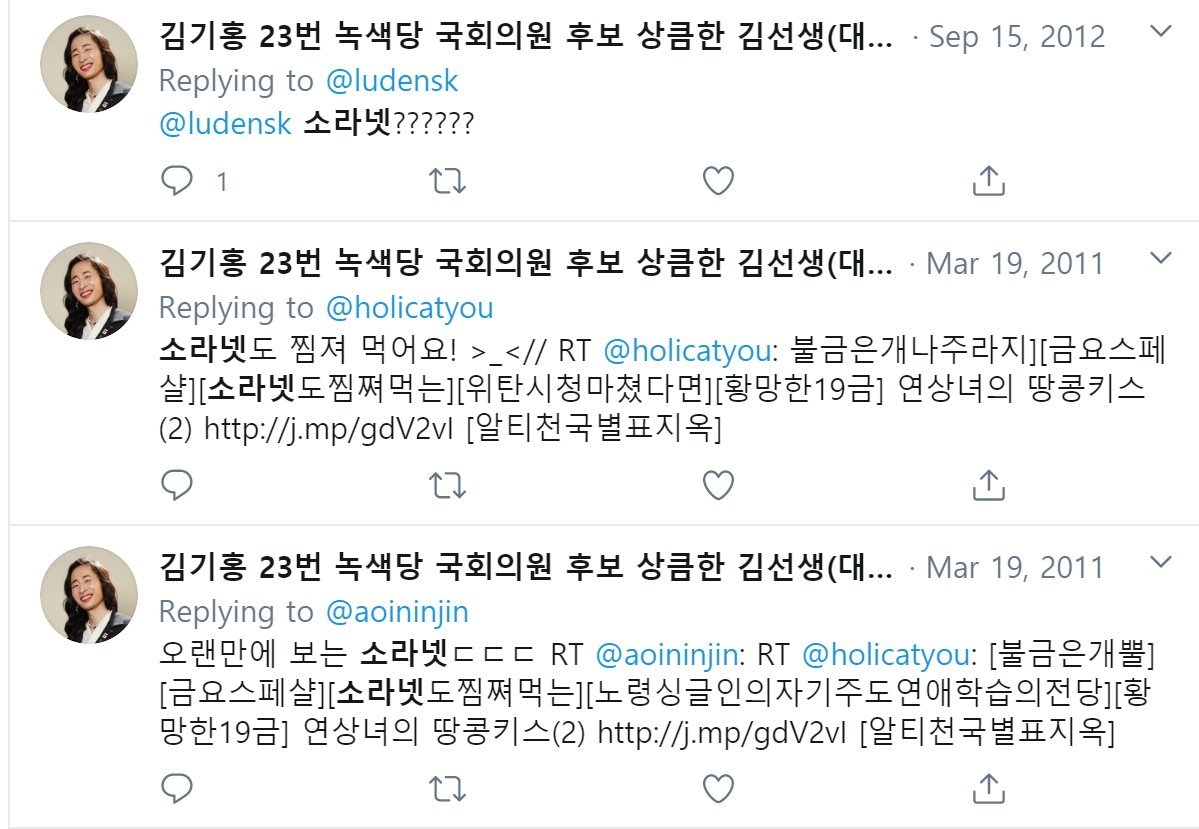 김기홍 23번 녹색당 국회의원 후보 상큼한 김선생(대... · Sep 15, 2012
Replying to @ludensk
@ludensk 소라넷??????
1
김기홍 23번 녹색당 국회의원 후보 상큼한 김선생(대... · Mar 19, 2011
Replying to @holicatyou
소라넷도 찜져 먹어요! >_<// RT @holicatyou: 불금은개나주라지][금요스페
샬][소라넷도찜쪄먹는][위탄시청마쳤다면][황망한19금] 연상녀의 땅콩키스
(2) http://j.mp/gdV2vI [알티천국별표지옥]
김기홍 23번 녹색당 국회의원 후보 상큼한 김선생(대... · Mar 19, 2011
Replying to @aoininjin
오랜만에 보는 소라넷ㄷㄷㄷ RT @aoininjin: RT @holicatyou: [불금은개뿔]
[금요스페샬][소라넷도찜쪄먹는][노령싱글인의자기주도연애학습의전당][황
망한19금] 연상녀의 땅콩키스(2) http://j.mp/gdV2vI [알티천국별표지옥]